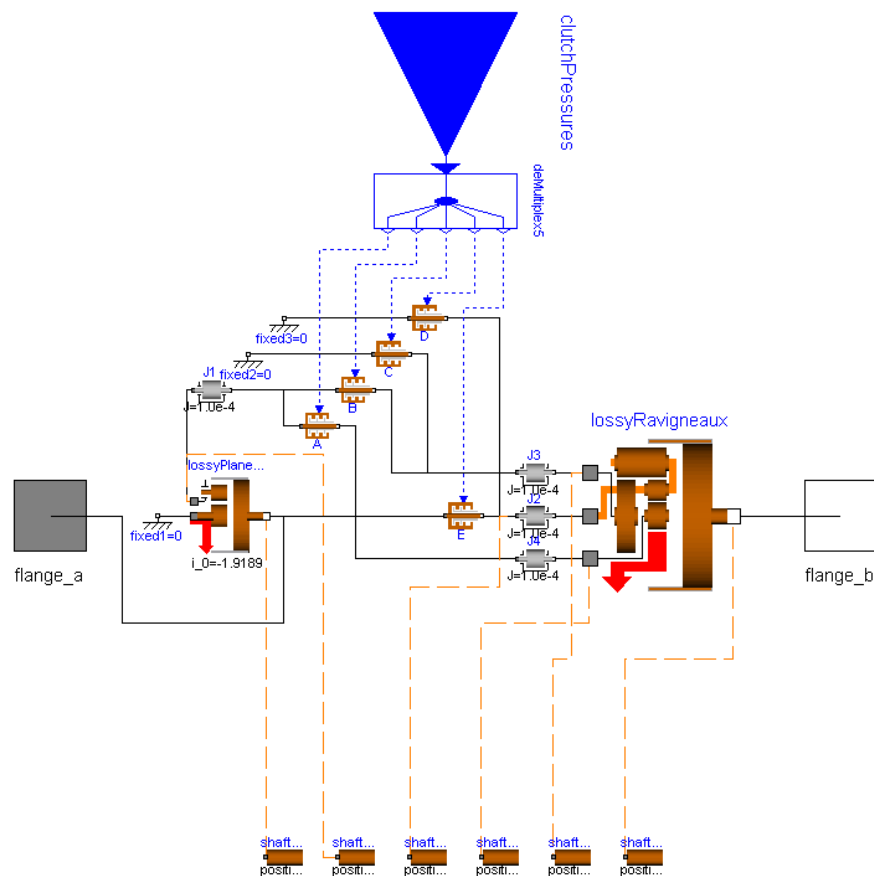 clutchPressures
deMultiplex5
D
fixed3=0
C
J1
fixed2=0
J=1.0e-4
B
A
lossyRavigneaux
lossyPlane...
J3
J=1.0e-4
J2
fixed1=0
E
J=1.0e-4
J4
i_0=-1.9189
J=1.0e-4
flange_a
flange_b
shaft... shaft... shaft... shaft... shaft... shaft...
positi... positi... positi... positi... positi... positi...